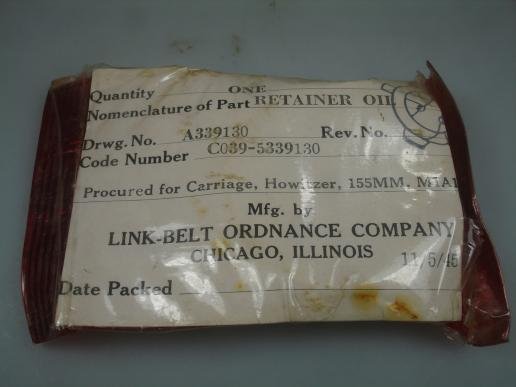 Quantity ONE
Nomenclature of Part RETAINER OIL
Drwg. No. A339130 Rev. No.
Code Number C039-5339130
Procured for Carriage, Howitzer, 155MM, M1A1
Mfg. by
LINK-BELT ORDNANCE COMPANY
CHICAGO, ILLINOIS 11/5/45
Date Packed